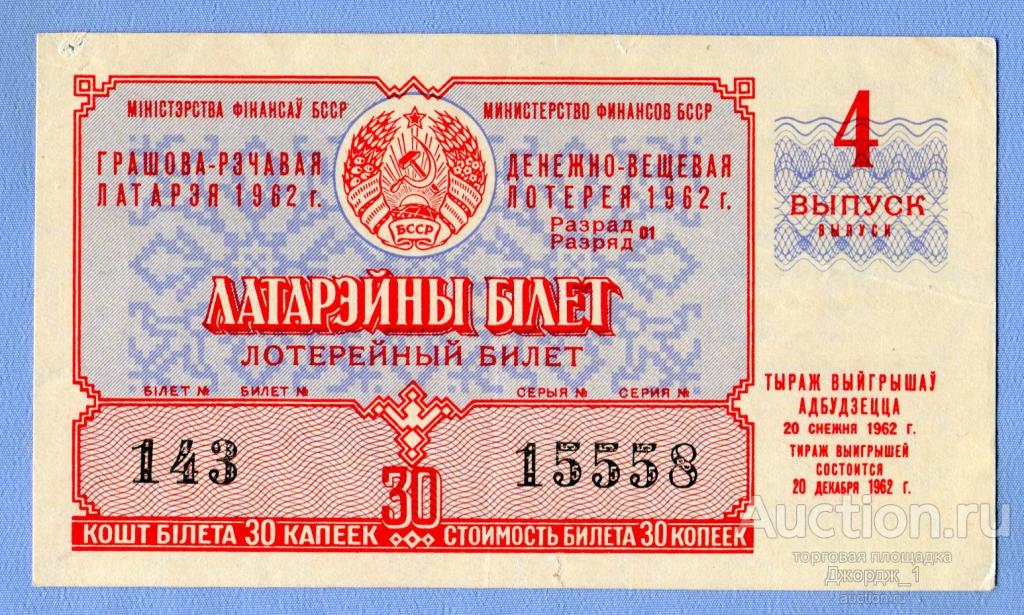 МІНІСТЭРСТВА ФІНАНСАЎ БССР
ГРАШОВА-РЭЧАВАЯ
ЛАТАРЭЯ 1962 г.
БССР
МИНИСТЕРСТВО ФИНАНСОВ БССР
ДЕНЕЖНО-ВЕЩЕВАЯ
ЛОТЕРЕЯ 1962 г.
Разрад
Разряд 01
ЛАТАРЭЙНЫ БІЛЕТ
ЛОТЕРЕЙНЫЙ БИЛЕТ
БІЛЕТ № БИЛЕТ № СЕРЫЯ № СЕРИЯ №
143 15558
30
КОШТ БІЛЕТА 30 КАПЕЕК СТОИМОСТЬ БИЛЕТА 30 КОПЕЕК
4
ВЫПУСК
ВЫПУСК
ТЫРАЖ ВЫЙГРЫШАЎ
АДБУДЗЕЦЦА
20 СНЕЖНЯ 1962 г.
ТИРАЖ ВЫИГРЫШЕЙ
СОСТОИТСЯ
20 ДЕКАБРЯ 1962 г.
Auction.ru
торговая площадка
Джордж_1
auction.ru